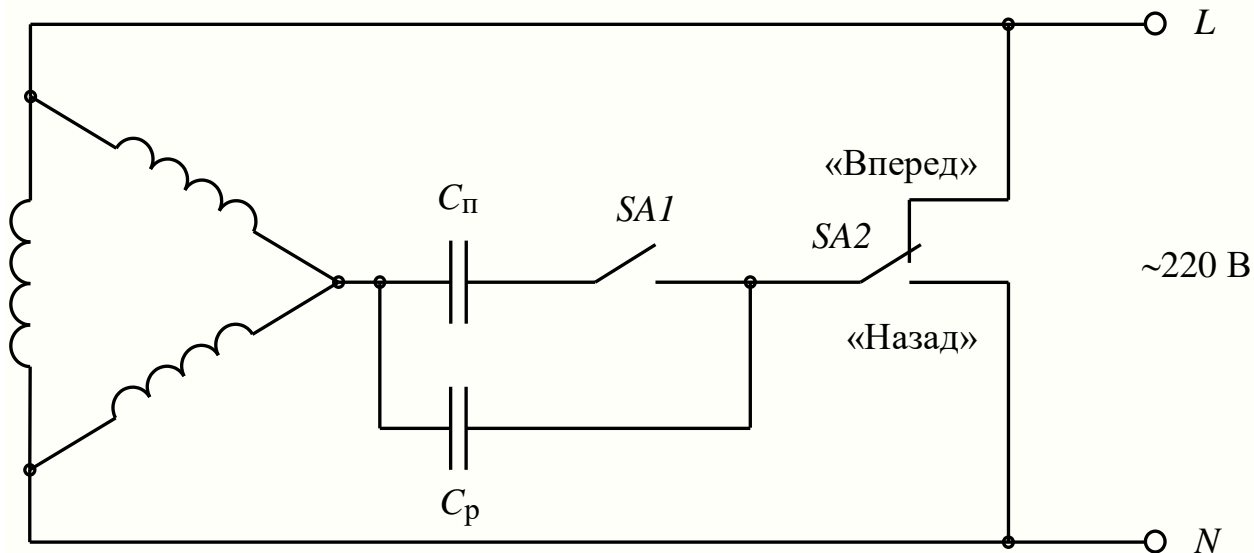 L
«Вперед»
Cп
SA1
SA2
~220 В
«Назад»
Cр
N